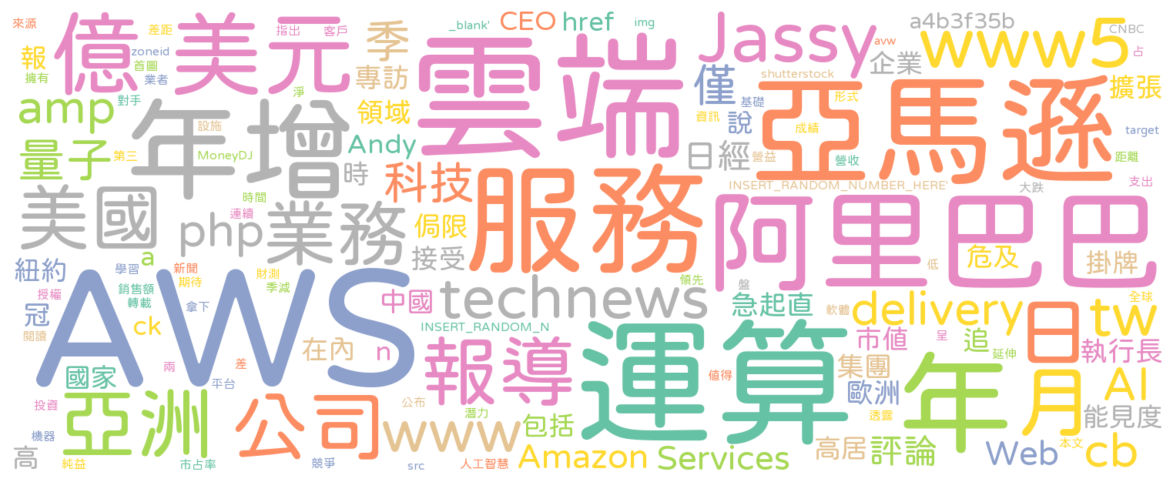 來源
差距
_blank'
CEO
href
img
Jassy
a4b3f35b
CNBC
億
美元
指出
客戶
季
雲端
avw
www5
占
報
zoneid
首圖
擁有
業者
專訪
shutterstock
企業
擴張
amp
對手
年增
領域
僅
基礎
亞馬遜
形式
設施
淨
Andy
說
資訊
成績
target
量子
第三
MoneyDJ
時
科技
服務
日經
營益
營收
距離
INSERT_RANDOM_NUMBER_HERE'
大跌
支出
美國
時間
連續
php
業務
侷限
阿里巴巴
a
接受
危及
掛牌
紐約
學習
新聞
財測
期待
季減
領先
盤
低
授權
銷售額
轉載
拿下
中國
technews
急起直
軟體
delivery
全球
tw
冠
ck
閱讀
AWS
INSERT_RANDOM_N
運算
市值
呈
追
延伸
日
執行長
在內
n
報導
國家
兩
差
平台
值得
集團
歐洲
年
月
AI
投資
亞洲
公司
公布
潛力
www
包括
透露
能見度
機器
高
純益
市占率
競爭
src
人工智慧
Amazon
Services
高居
評論
Web
本文
cb